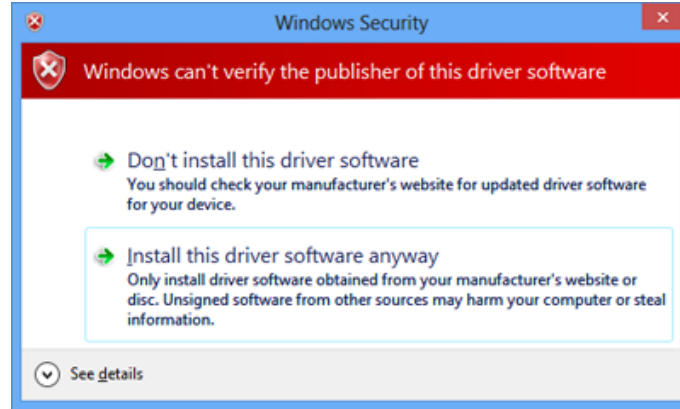 Windows Security
Windows can't verify the publisher of this driver software
Don't install this driver software
You should check your manufacturer's website for updated driver software
for your device.
Install this driver software anyway
Only install driver software obtained from your manufacturer's website or
disc. Unsigned software from other sources may harm your computer or steal
information.
See details